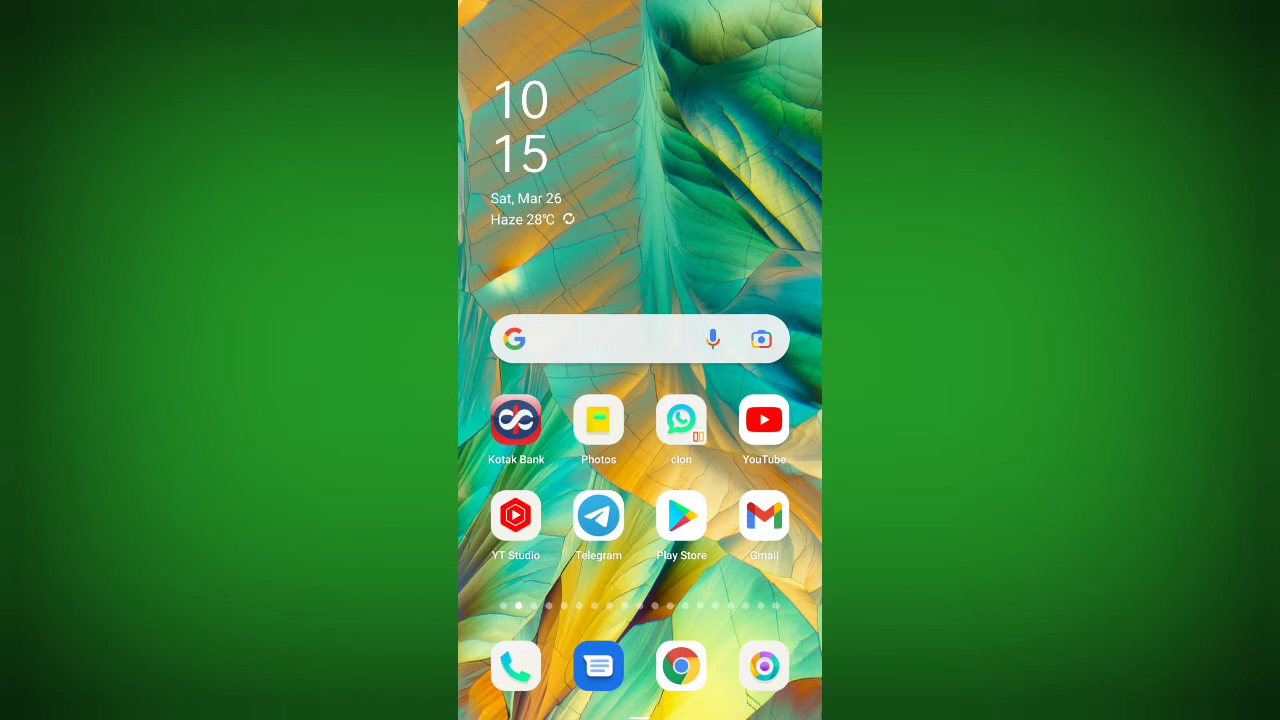 10
15
Sat, Mar 26
Haze 28℃
Kotak Bank
Photos
clon
YouTube
YT Studio
Telegram
Play Store
Gmail